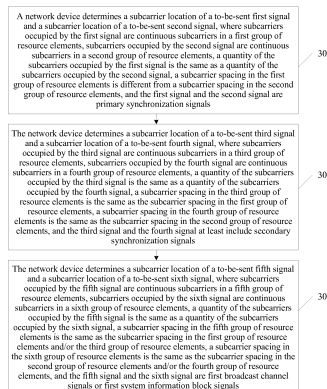 A network device determines a subcarrier location of a to-be-sent first signal
and a subcarrier location of a to-be-sent second signal, where subcarriers
occupied by the first signal are continuous subcarriers in a first group of
resource elements, subcarriers occupied by the second signal are continuous
subcarriers in a second group of resource elements, a quantity of the
subcarriers occupied by the first signal is the same as a quantity of the
subcarriers occupied by the second signal, a subcarrier spacing in the first
group of resource elements is different from a subcarrier spacing in the second
group of resource elements, and the first signal and the second signal are
primary synchronization signals
30
The network device determines a subcarrier location of a to-be-sent third signal
and a subcarrier location of a to-be-sent fourth signal, where subcarriers
occupied by the third signal are continuous subcarriers in a third group of
resource elements, subcarriers occupied by the fourth signal are continuous
subcarriers in a fourth group of resource elements, a quantity of the subcarriers
occupied by the third signal is the same as a quantity of the subcarriers
occupied by the fourth signal, a subcarrier spacing in the third group of
resource elements is the same as the subcarrier spacing in the first group of
resource elements, a subcarrier spacing in the fourth group of resource
elements is the same as the subcarrier spacing in the second group of resource
elements, and the third signal and the fourth signal at least include secondary
synchronization signals
30
The network device determines a subcarrier location of a to-be-sent fifth signal
and a subcarrier location of a to-be-sent sixth signal, where subcarriers
occupied by the fifth signal are continuous subcarriers in a fifth group of
resource elements, subcarriers occupied by the sixth signal are continuous
subcarriers in a sixth group of resource elements, a quantity of the subcarriers
occupied by the fifth signal is the same as a quantity of the subcarriers
occupied by the sixth signal, a subcarrier spacing in the fifth group of resource
elements is the same as the subcarrier spacing in the first group of resource
elements and/or the third group of resource elements, a subcarrier spacing in
the sixth group of resource elements is the same as the subcarrier spacing in the
second group of resource elements and/or the fourth group of resource
elements, and the fifth signal and the sixth signal are first broadcast channel
signals or first system information block signals
30